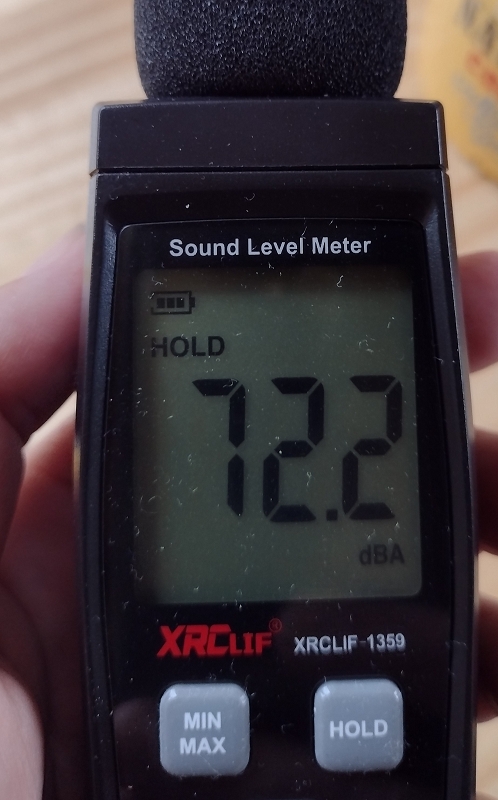 Sound Level Meter
HOLD
72.2
dBA
XRCLIF® XRCLIF-1359
MIN
MAX
HOLD